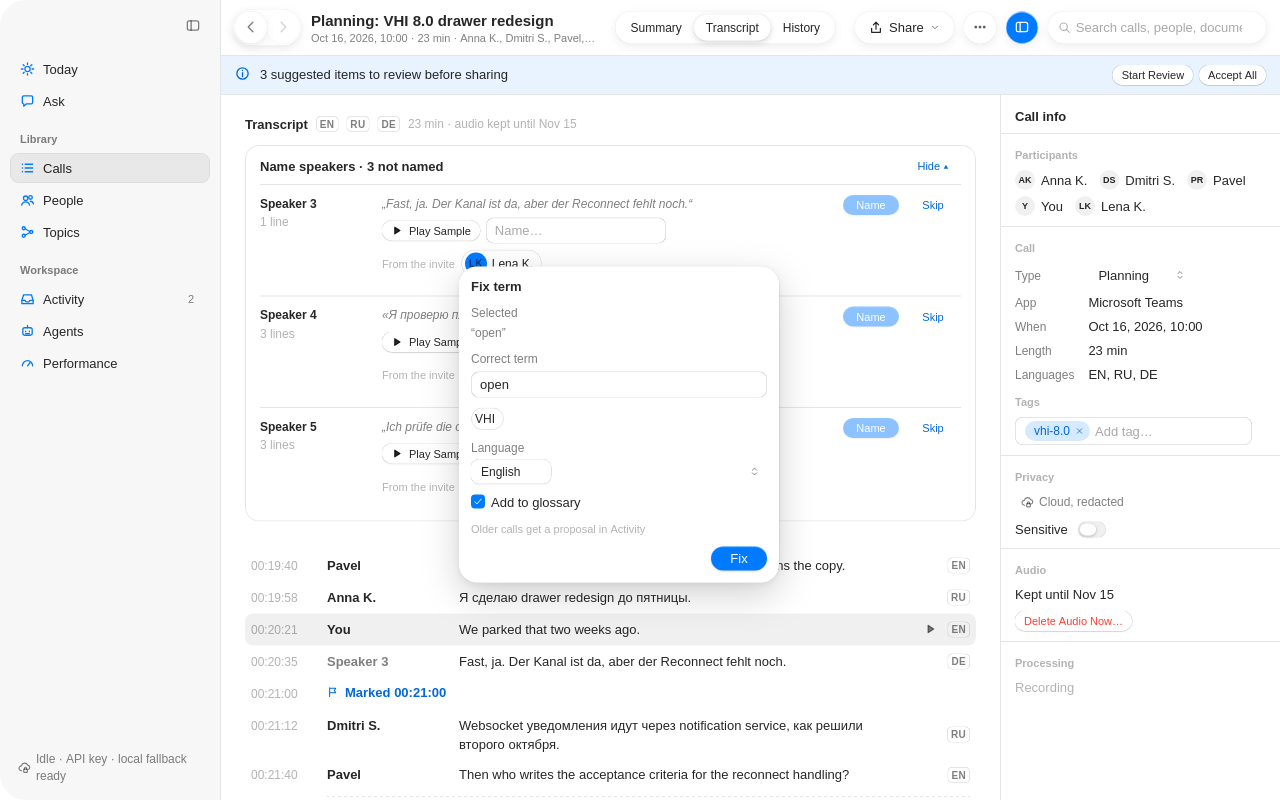 Planning: VHI 8.0 drawer redesign
Oct 16, 2026, 10:00 · 23 min · Anna K., Dmitri S., Pavel,…
Summary
Transcript
History
Share
Search calls, people, docume
Today
Ask
Library
Calls
People
Topics
Workspace
Activity 2
Agents
Performance
Idle · API key · local fallback
ready
3 suggested items to review before sharing
Start Review
Accept All
Transcript EN RU DE 23 min · audio kept until Nov 15
Name speakers · 3 not named
Hide
Speaker 3
1 line
„Fast, ja. Der Kanal ist da, aber der Reconnect fehlt noch.“
Name
Skip
Play Sample
Name…
From the invite LK Lena K.
Speaker 4
3 lines
«Я проверю
Name
Skip
Play
From the invite
Speaker 5
3 lines
„Ich prüfe die
Name
Skip
Play
From the invite
Fix term
Selected
“open”
Correct term
open
VHI
Language
English
Add to glossary
Older calls get a proposal in Activity
Fix
00:19:40 Pavel the copy. EN
00:19:58 Anna K. Я сделаю drawer redesign до пятницы. RU
00:20:21 You We parked that two weeks ago. EN
00:20:35 Speaker 3 Fast, ja. Der Kanal ist da, aber der Reconnect fehlt noch. DE
00:21:00 Marked 00:21:00
00:21:12 Dmitri S. Websocket уведомления идут через notification service, как решили
второго октября. RU
00:21:40 Pavel Then who writes the acceptance criteria for the reconnect handling? EN
Call info
Participants
AK Anna K. DS Dmitri S. PR Pavel
Y You LK Lena K.
Call
Type Planning
App Microsoft Teams
When Oct 16, 2026, 10:00
Length 23 min
Languages EN, RU, DE
Tags
vhi-8.0 × Add tag…
Privacy
Cloud, redacted
Sensitive
Audio
Kept until Nov 15
Delete Audio Now…
Processing
Recording